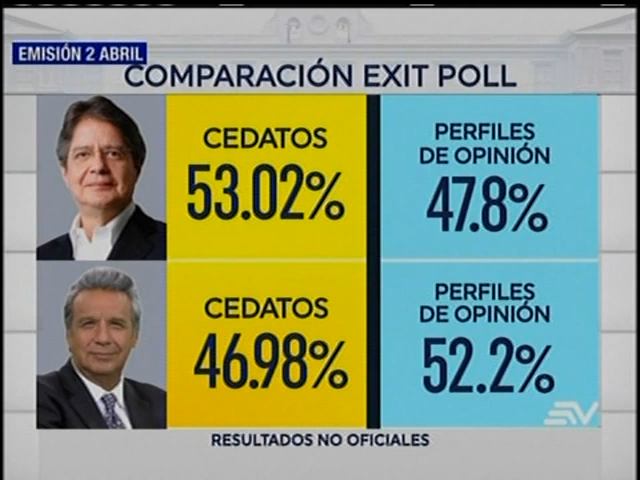 EMISIÓN 2 ABRIL
COMPARACIÓN EXIT POLL
CEDATOS
53.02%
PERFILES
DE OPINIÓN
47.8%
CEDATOS
46.98%
PERFILES
DE OPINIÓN
52.2%
RESULTADOS NO OFICIALES